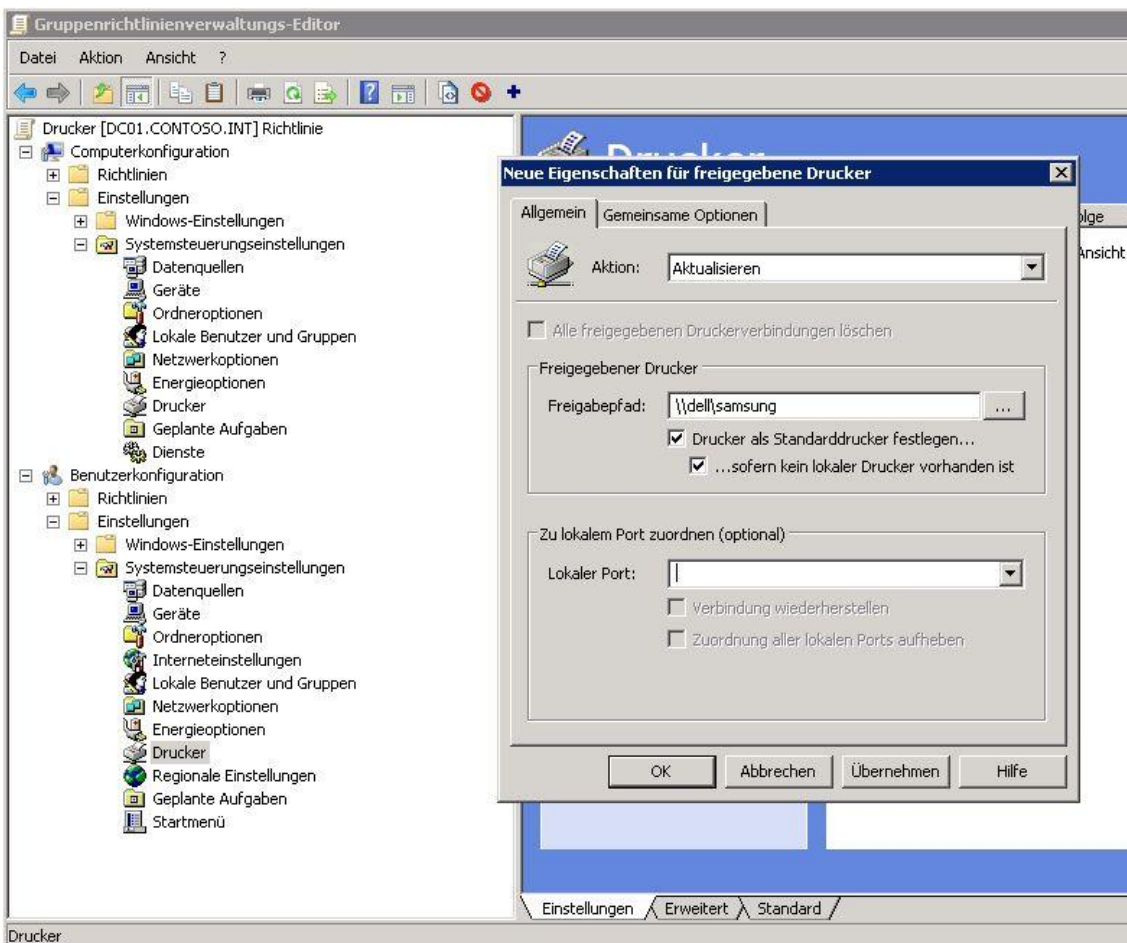 Gruppenrichtlinienverwaltungs-Editor
Datei Aktion Ansicht ?
Drucker [DC01.CONTOSO.INT] Richtlinie
Computerkonfiguration
Richtlinien
Einstellungen
Windows-Einstellungen
Systemsteuerungseinstellungen
Datenquellen
Geräte
Ordneroptionen
Lokale Benutzer und Gruppen
Netzwerkoptionen
Energieoptionen
Drucker
Geplante Aufgaben
Dienste
Benutzerkonfiguration
Richtlinien
Einstellungen
Windows-Einstellungen
Systemsteuerungseinstellungen
Datenquellen
Geräte
Ordneroptionen
Interneteinstellungen
Lokale Benutzer und Gruppen
Netzwerkoptionen
Energieoptionen
Drucker
Regionale Einstellungen
Geplante Aufgaben
Startmenü
Drucker
Neue Eigenschaften für freigegebene Drucker
Allgemein Gemeinsame Optionen
Aktion: Aktualisieren
Alle freigegebenen Druckerverbindungen löschen
Freigegebener Drucker
Freigabepfad: \\dell\samsung ...
Drucker als Standarddrucker festlegen...
...sofern kein lokaler Drucker vorhanden ist
Zu lokalem Port zuordnen (optional)
Lokaler Port:
Verbindung wiederherstellen
Zuordnung aller lokalen Ports aufheben
OK Abbrechen Übernehmen Hilfe
Ansicht
Einstellungen Erweitert Standard
Drucker